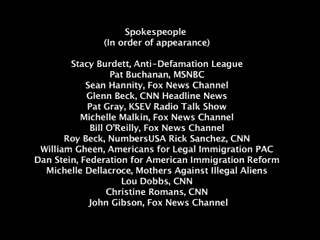 Spokespeople
(In order of appearance)
Stacy Burdett, Anti-Defamation League
Pat Buchanan, MSNBC
Sean Hannity, Fox News Channel
Glenn Beck, CNN Headline News
Pat Gray, KSEV Radio Talk Show
Michelle Malkin, Fox News Channel
Bill O'Reilly, Fox News Channel
Roy Beck, NumbersUSA Rick Sanchez, CNN
William Gheen, Americans for Legal Immigration PAC
Dan Stein, Federation for American Immigration Reform
Michelle Dellacroce, Mothers Against Illegal Aliens
Lou Dobbs, CNN
Christine Romans, CNN
John Gibson, Fox News Channel